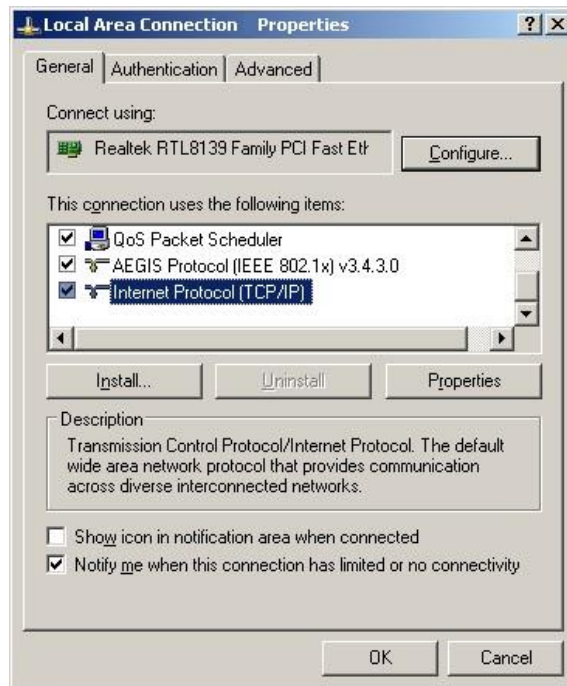 Local Area Connection Properties
General Authentication Advanced
Connect using:
Realtek RTL8139 Family PCI Fast Eth
Configure...
This connection uses the following items:
QoS Packet Scheduler
AEGIS Protocol (IEEE 802.1x) v3.4.3.0
Internet Protocol (TCP/IP)
Install... Uninstall Properties
Description
Transmission Control Protocol/Internet Protocol. The default
wide area network protocol that provides communication
across diverse interconnected networks.
Show icon in notification area when connected
Notify me when this connection has limited or no connectivity
OK Cancel